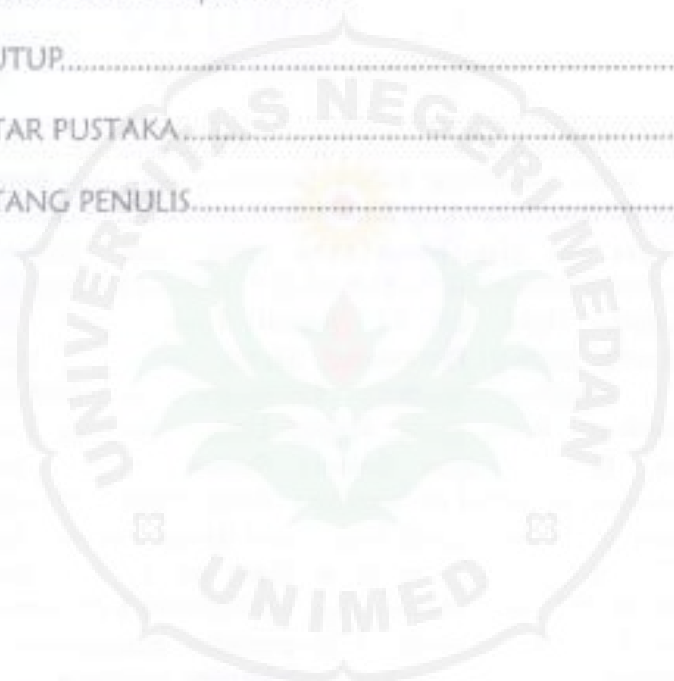 UTUP
TAR PUSTAKA
TANG PENULIS
UNIVERSITAS NEGERI MEDAN
UNIMED